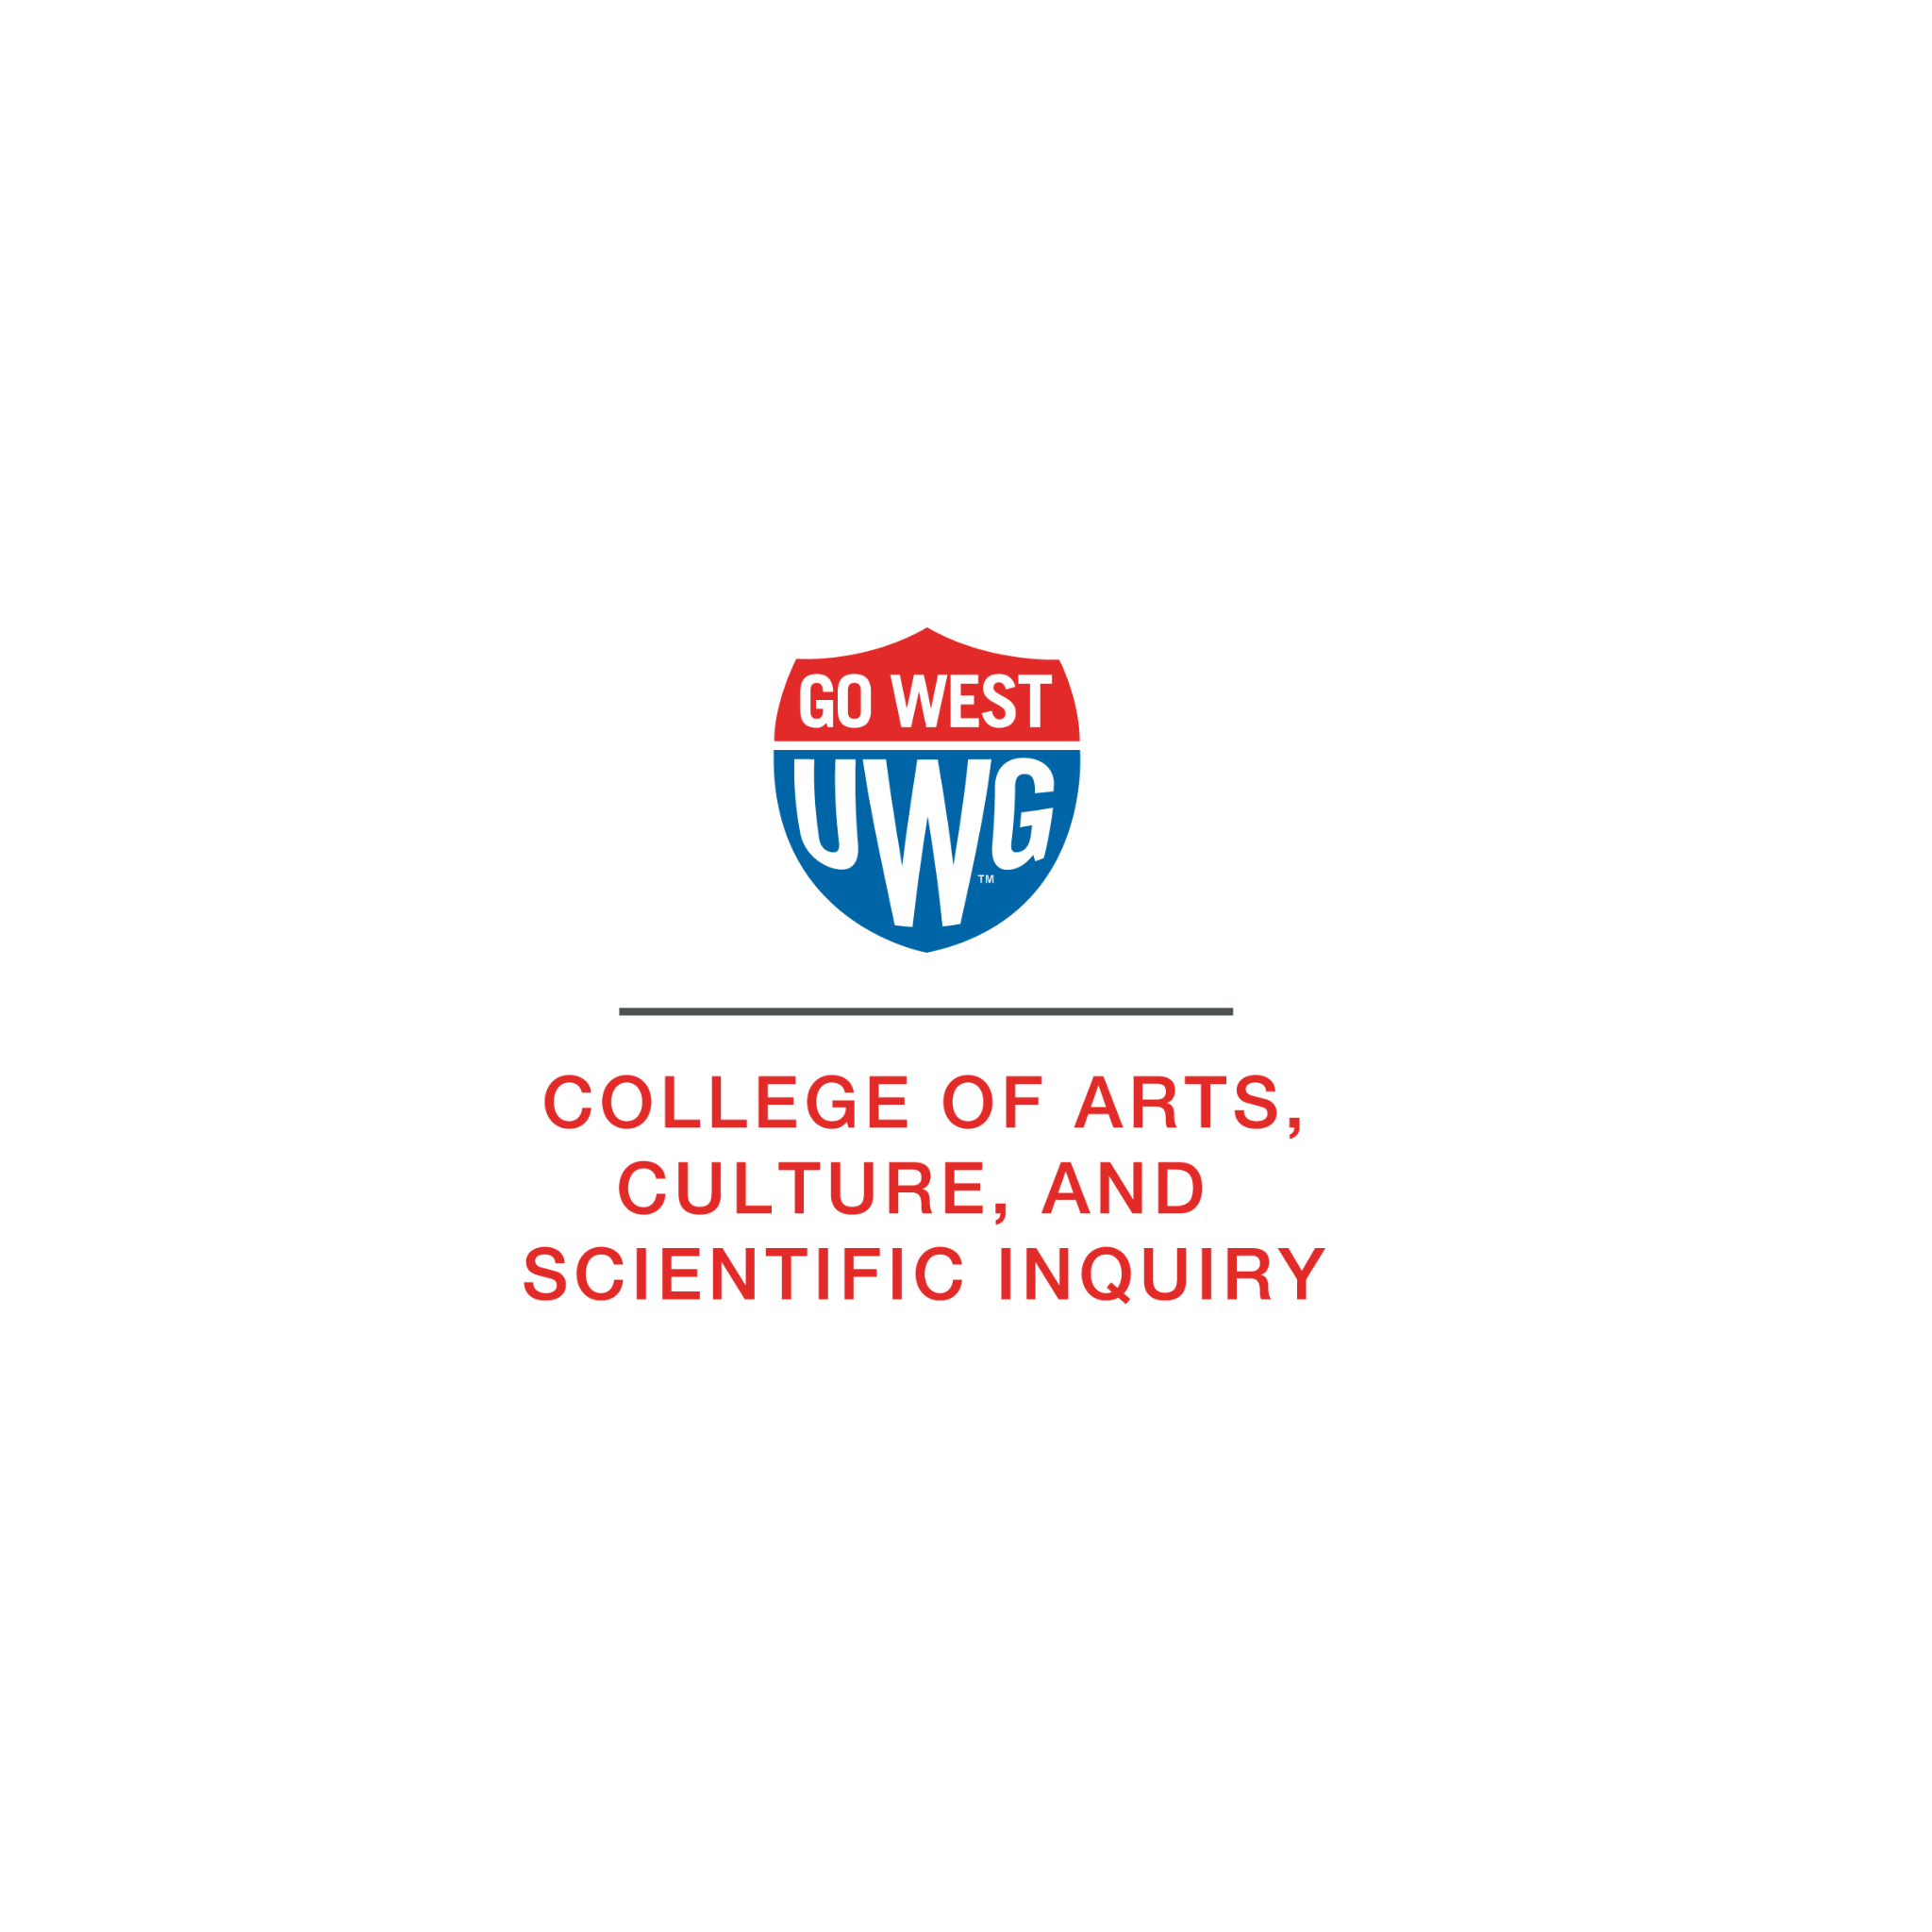 GO WEST
UWG
™
COLLEGE OF ARTS,
CULTURE, AND
SCIENTIFIC INQUIRY